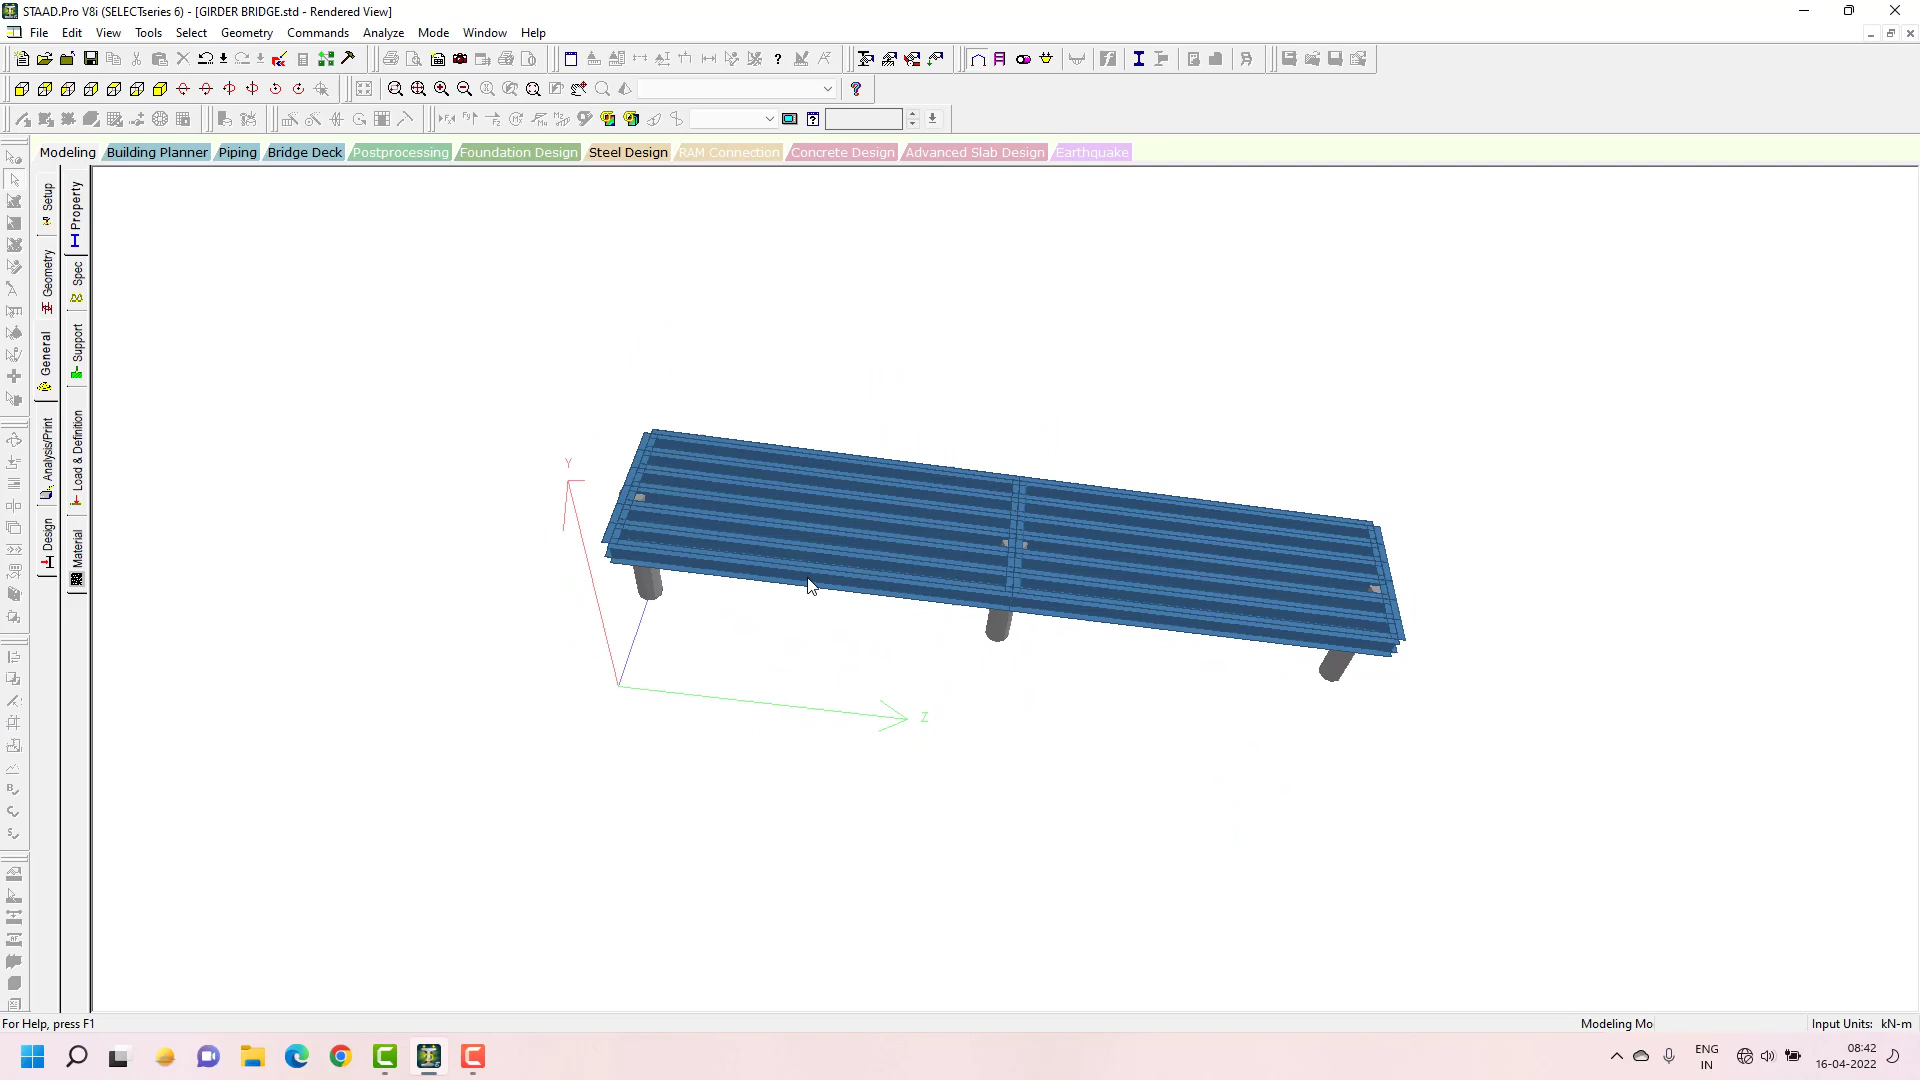 STAAD.Pro V8i (SELECTseries 6) - [GIRDER BRIDGE.std - Rendered View]
File Edit View Tools Select Geometry Commands Analyze Mode Window Help
Modeling Building Planner Piping Bridge Deck Postprocessing Foundation Design Steel Design RAM Connection Concrete Design Advanced Slab Design Earthquake
Setup
Geometry
General
Analysis/Print
Design
Property
Spec
Support
Load & Definition
Material
Y
Z
For Help, press F1
Modeling Mo
Input Units: kN-m
ENG
IN
08:42
16-04-2022